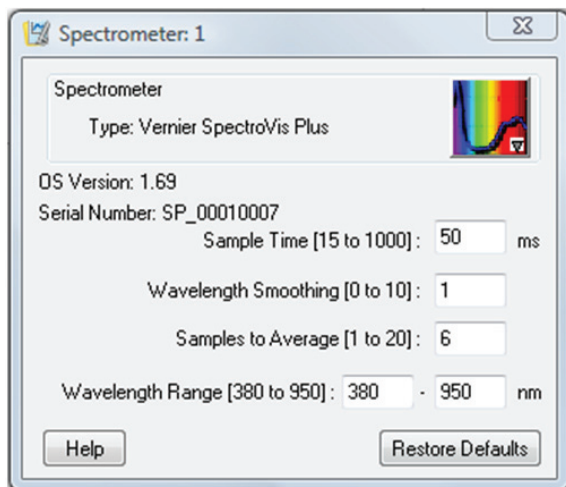 Spectrometer: 1
Spectrometer
Type: Vernier SpectroVis Plus
OS Version: 1.69
Serial Number: SP_00010007
Sample Time [15 to 1000] : 50 ms
Wavelength Smoothing [0 to 10] : 1
Samples to Average [1 to 20] : 6
Wavelength Range [380 to 950] : 380 - 950 nm
Help Restore Defaults